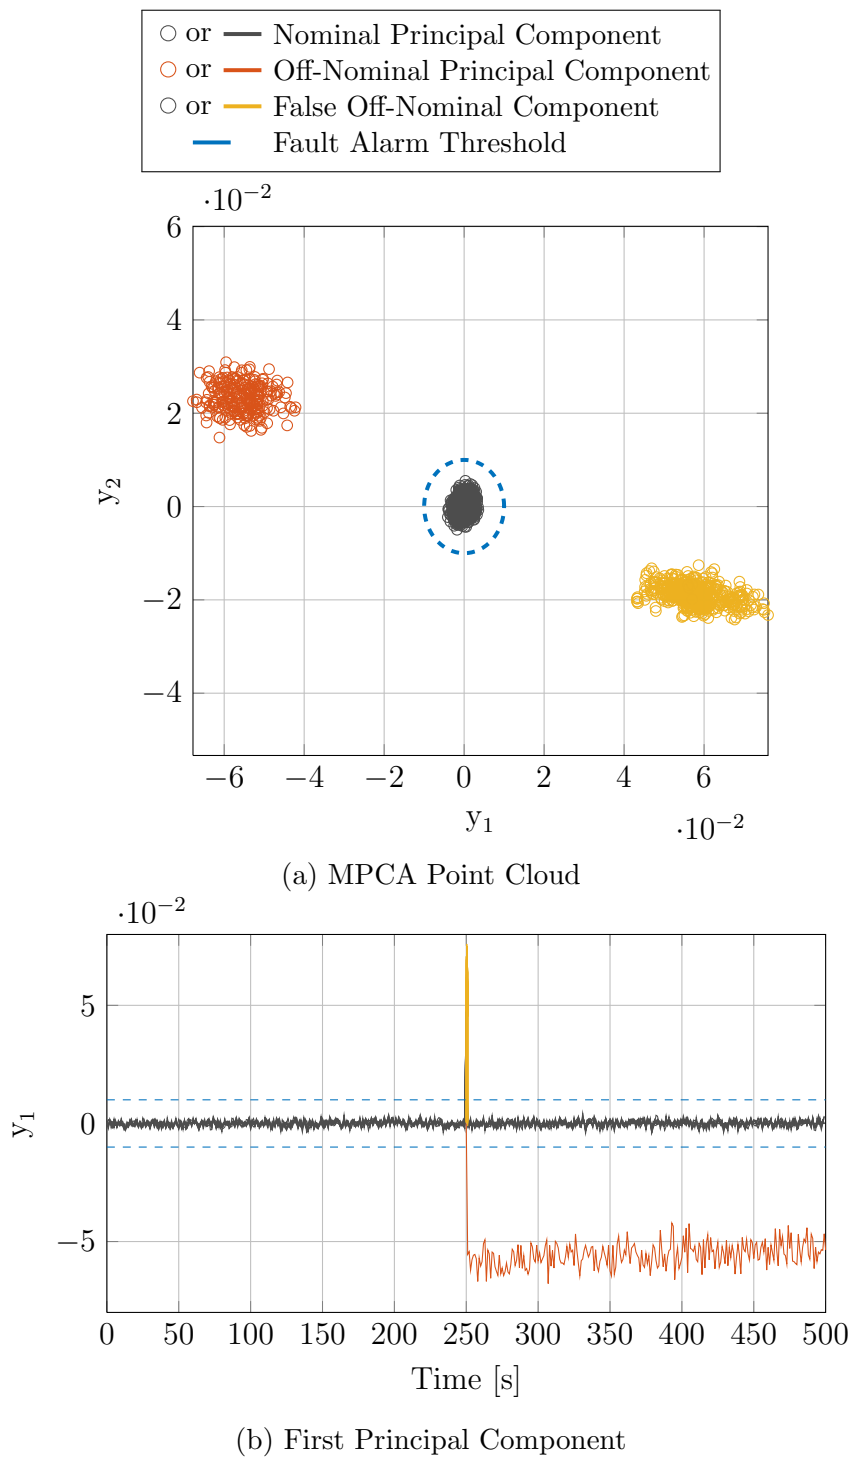 ○ or — Nominal Principal Component
○ or — Off-Nominal Principal Component
○ or — False Off-Nominal Component
Fault Alarm Threshold
·10⁻²
6
4
2
0
−2
−4
y₂
−6 −4 −2 0 2 4 6
y₁
·10⁻²
(a) MPCA Point Cloud
·10⁻²
5
0
−5
y₁
0 50 100 150 200 250 300 350 400 450 500
Time [s]
(b) First Principal Component